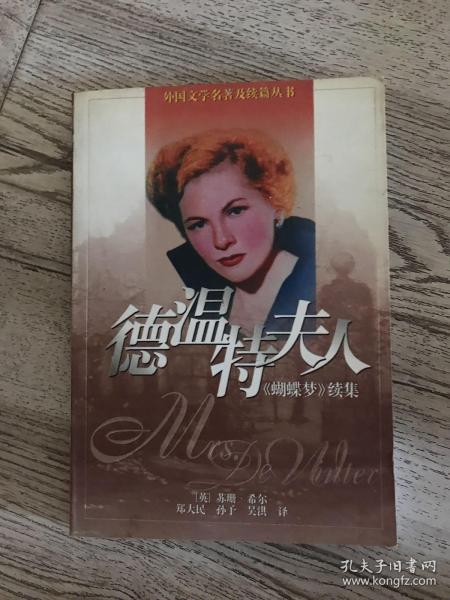 外国文学名著及续篇丛书
德温特夫人
《蝴蝶梦》续集
Mrs. De Winter
[英] 苏珊·希尔
郑大民 孙予 吴洪 译
孔夫子旧书网
www.kongfz.com